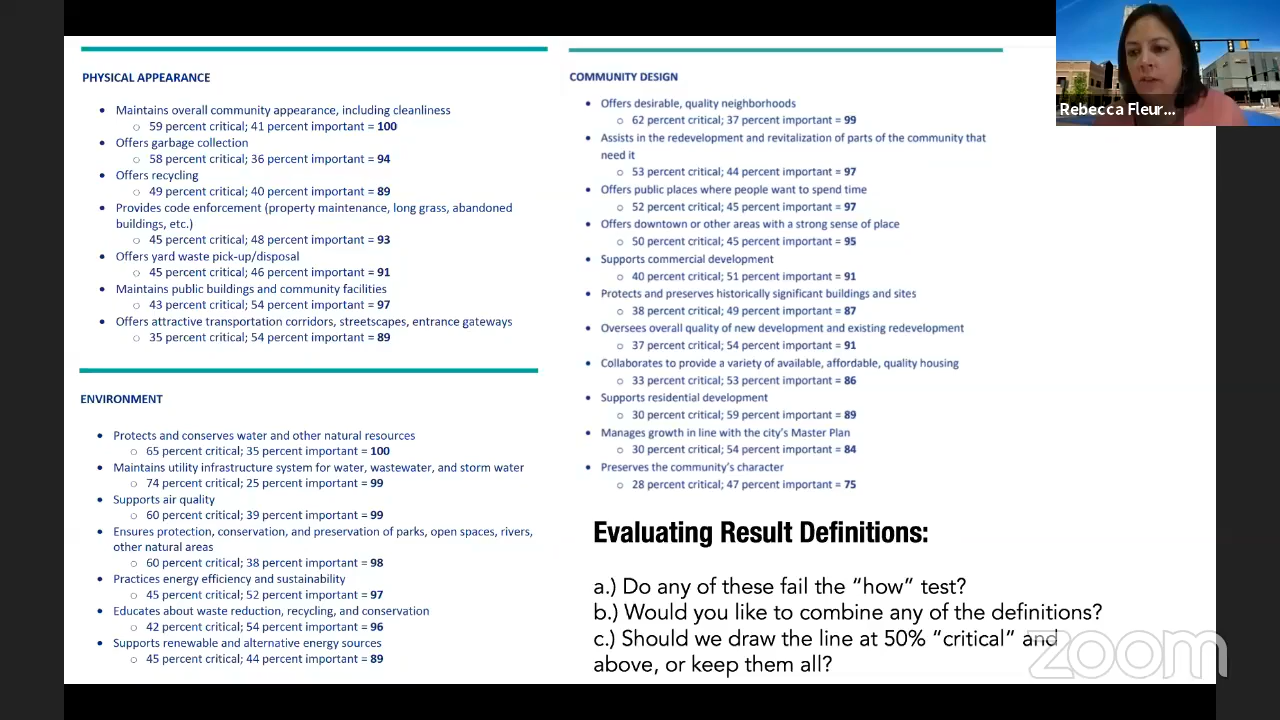 PHYSICAL APPEARANCE
• Maintains overall community appearance, including cleanliness
○ 59 percent critical; 41 percent important = 100
• Offers garbage collection
○ 58 percent critical; 36 percent important = 94
• Offers recycling
○ 49 percent critical; 40 percent important = 89
• Provides code enforcement (property maintenance, long grass, abandoned
buildings, etc.)
○ 45 percent critical; 48 percent important = 93
• Offers yard waste pick-up/disposal
○ 45 percent critical; 46 percent important = 91
• Maintains public buildings and community facilities
○ 43 percent critical; 54 percent important = 97
• Offers attractive transportation corridors, streetscapes, entrance gateways
○ 35 percent critical; 54 percent important = 89
ENVIRONMENT
• Protects and conserves water and other natural resources
○ 65 percent critical; 35 percent important = 100
• Maintains utility infrastructure system for water, wastewater, and storm water
○ 74 percent critical; 25 percent important = 99
• Supports air quality
○ 60 percent critical; 39 percent important = 99
• Ensures protection, conservation, and preservation of parks, open spaces, rivers,
other natural areas
○ 60 percent critical; 38 percent important = 98
• Practices energy efficiency and sustainability
○ 45 percent critical; 52 percent important = 97
• Educates about waste reduction, recycling, and conservation
○ 42 percent critical; 54 percent important = 96
• Supports renewable and alternative energy sources
○ 45 percent critical; 44 percent important = 89
COMMUNITY DESIGN
• Offers desirable, quality neighborhoods
○ 62 percent critical; 37 percent important = 99
• Assists in the redevelopment and revitalization of parts of the community that
need it
○ 53 percent critical; 44 percent important = 97
• Offers public places where people want to spend time
○ 52 percent critical; 45 percent important = 97
• Offers downtown or other areas with a strong sense of place
○ 50 percent critical; 45 percent important = 95
• Supports commercial development
○ 40 percent critical; 51 percent important = 91
• Protects and preserves historically significant buildings and sites
○ 38 percent critical; 49 percent important = 87
• Oversees overall quality of new development and existing redevelopment
○ 37 percent critical; 54 percent important = 91
• Collaborates to provide a variety of available, affordable, quality housing
○ 33 percent critical; 53 percent important = 86
• Supports residential development
○ 30 percent critical; 59 percent important = 89
• Manages growth in line with the city's Master Plan
○ 30 percent critical; 54 percent important = 84
• Preserves the community's character
○ 28 percent critical; 47 percent important = 75
Evaluating Result Definitions:
a.) Do any of these fail the “how” test?
b.) Would you like to combine any of the definitions?
c.) Should we draw the line at 50% “critical” and
above, or keep them all?
Rebecca Fleur...
zoom